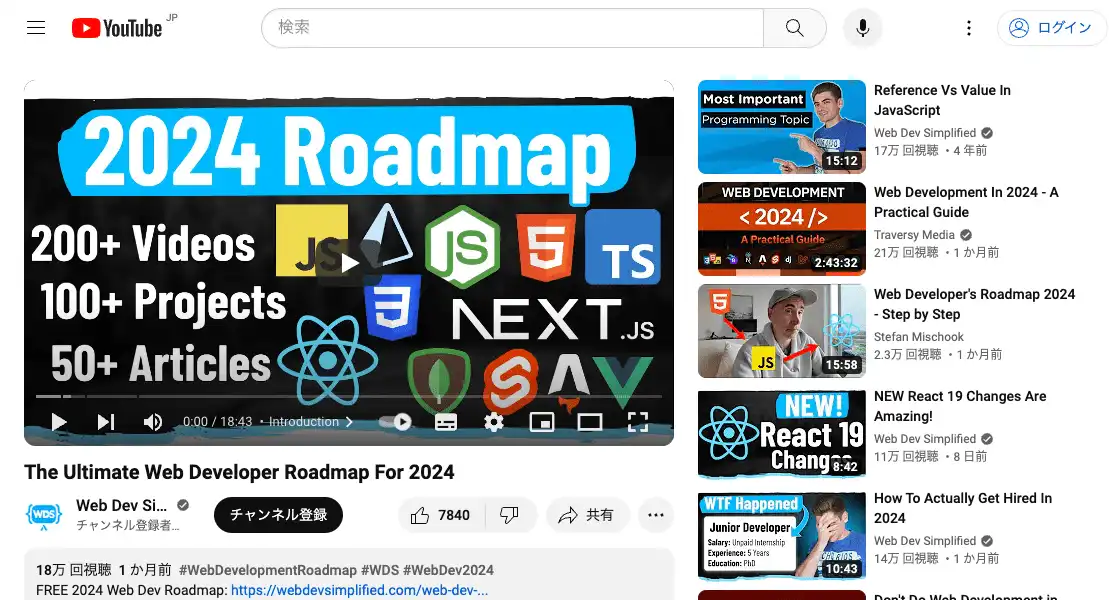 YouTube JP
検索
ログイン
2024 Roadmap
200+ Videos
100+ Projects
50+ Articles
JS
JS
5
TS
3
NEXT.JS
0:00 / 18:43 • Introduction
The Ultimate Web Developer Roadmap For 2024
WDS
Web Dev Si...
チャンネル登録者...
チャンネル登録
7840
共有
18万 回視聴 1 か月前 #WebDevelopmentRoadmap #WDS #WebDev2024
FREE 2024 Web Dev Roadmap: https://webdevsimplified.com/web-dev-...
Most Important
Programming Topic
15:12
Reference Vs Value In
JavaScript
Web Dev Simplified
17万 回視聴 • 4 年前
WEB DEVELOPMENT
< 2024 />
A Practical Guide
2:43:32
Web Development In 2024 - A
Practical Guide
Traversy Media
21万 回視聴 • 1 か月前
5
JS
15:58
Web Developer's Roadmap 2024
- Step by Step
Stefan Mischook
2.3万 回視聴 • 1 か月前
NEW!
React 19
Changes
8:42
NEW React 19 Changes Are
Amazing!
Web Dev Simplified
11万 回視聴 • 8 日前
WTF Happened
Junior Developer
Salary: Unpaid Internship
Experience: 5 Years
Education: PhD
10:43
How To Actually Get Hired In
2024
Web Dev Simplified
14万 回視聴 • 1 か月前
Don't Do Web Development in